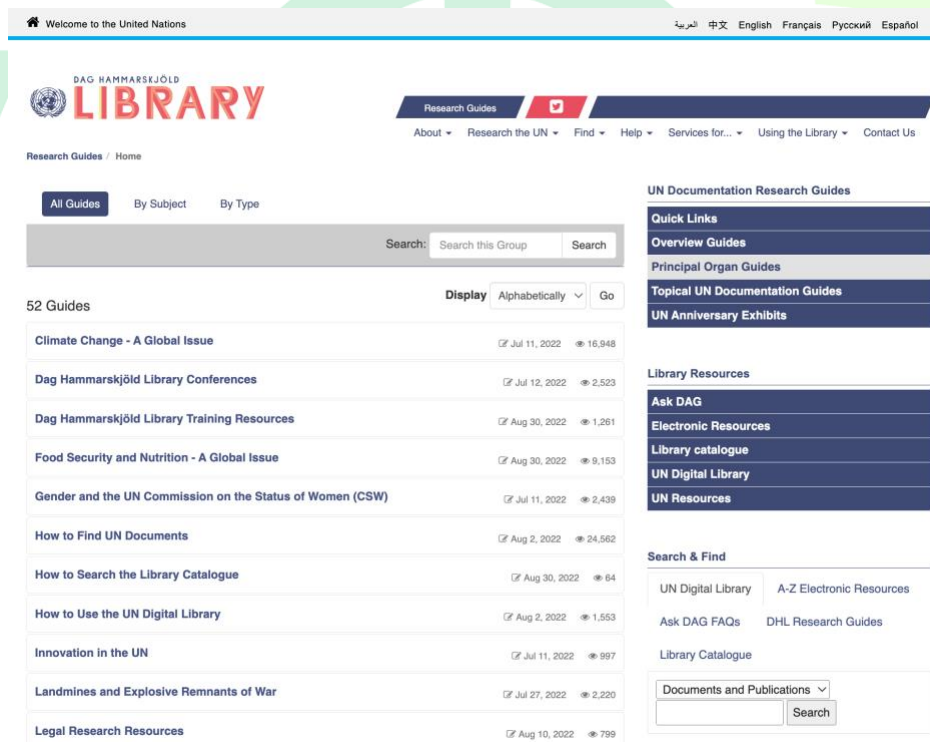 Welcome to the United Nations
العربية 中文 English Français Русский Español
DAG HAMMARSKJÖLD
LIBRARY
Research Guides
About Research the UN Find Help Services for... Using the Library Contact Us
Research Guides / Home
All Guides By Subject By Type
Search: Search this Group Search
52 Guides
Display Alphabetically Go
Climate Change - A Global Issue Jul 11, 2022 16,948
Dag Hammarskjöld Library Conferences Jul 12, 2022 2,523
Dag Hammarskjöld Library Training Resources Aug 30, 2022 1,261
Food Security and Nutrition - A Global Issue Aug 30, 2022 9,153
Gender and the UN Commission on the Status of Women (CSW) Jul 11, 2022 2,439
How to Find UN Documents Aug 2, 2022 24,562
How to Search the Library Catalogue Aug 30, 2022 64
How to Use the UN Digital Library Aug 2, 2022 1,553
Innovation in the UN Jul 11, 2022 997
Landmines and Explosive Remnants of War Jul 27, 2022 2,220
Legal Research Resources Aug 10, 2022 799
UN Documentation Research Guides
Quick Links
Overview Guides
Principal Organ Guides
Topical UN Documentation Guides
UN Anniversary Exhibits
Library Resources
Ask DAG
Electronic Resources
Library catalogue
UN Digital Library
UN Resources
Search & Find
UN Digital Library A-Z Electronic Resources
Ask DAG FAQs DHL Research Guides
Library Catalogue
Documents and Publications
Search